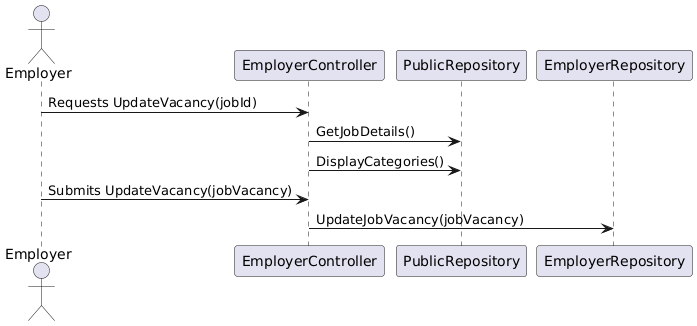 Employer
EmployerController
PublicRepository
EmployerRepository
Requests UpdateVacancy(jobId)
GetJobDetails()
DisplayCategories()
Submits UpdateVacancy(jobVacancy)
UpdateJobVacancy(jobVacancy)
Employer
EmployerController
PublicRepository
EmployerRepository